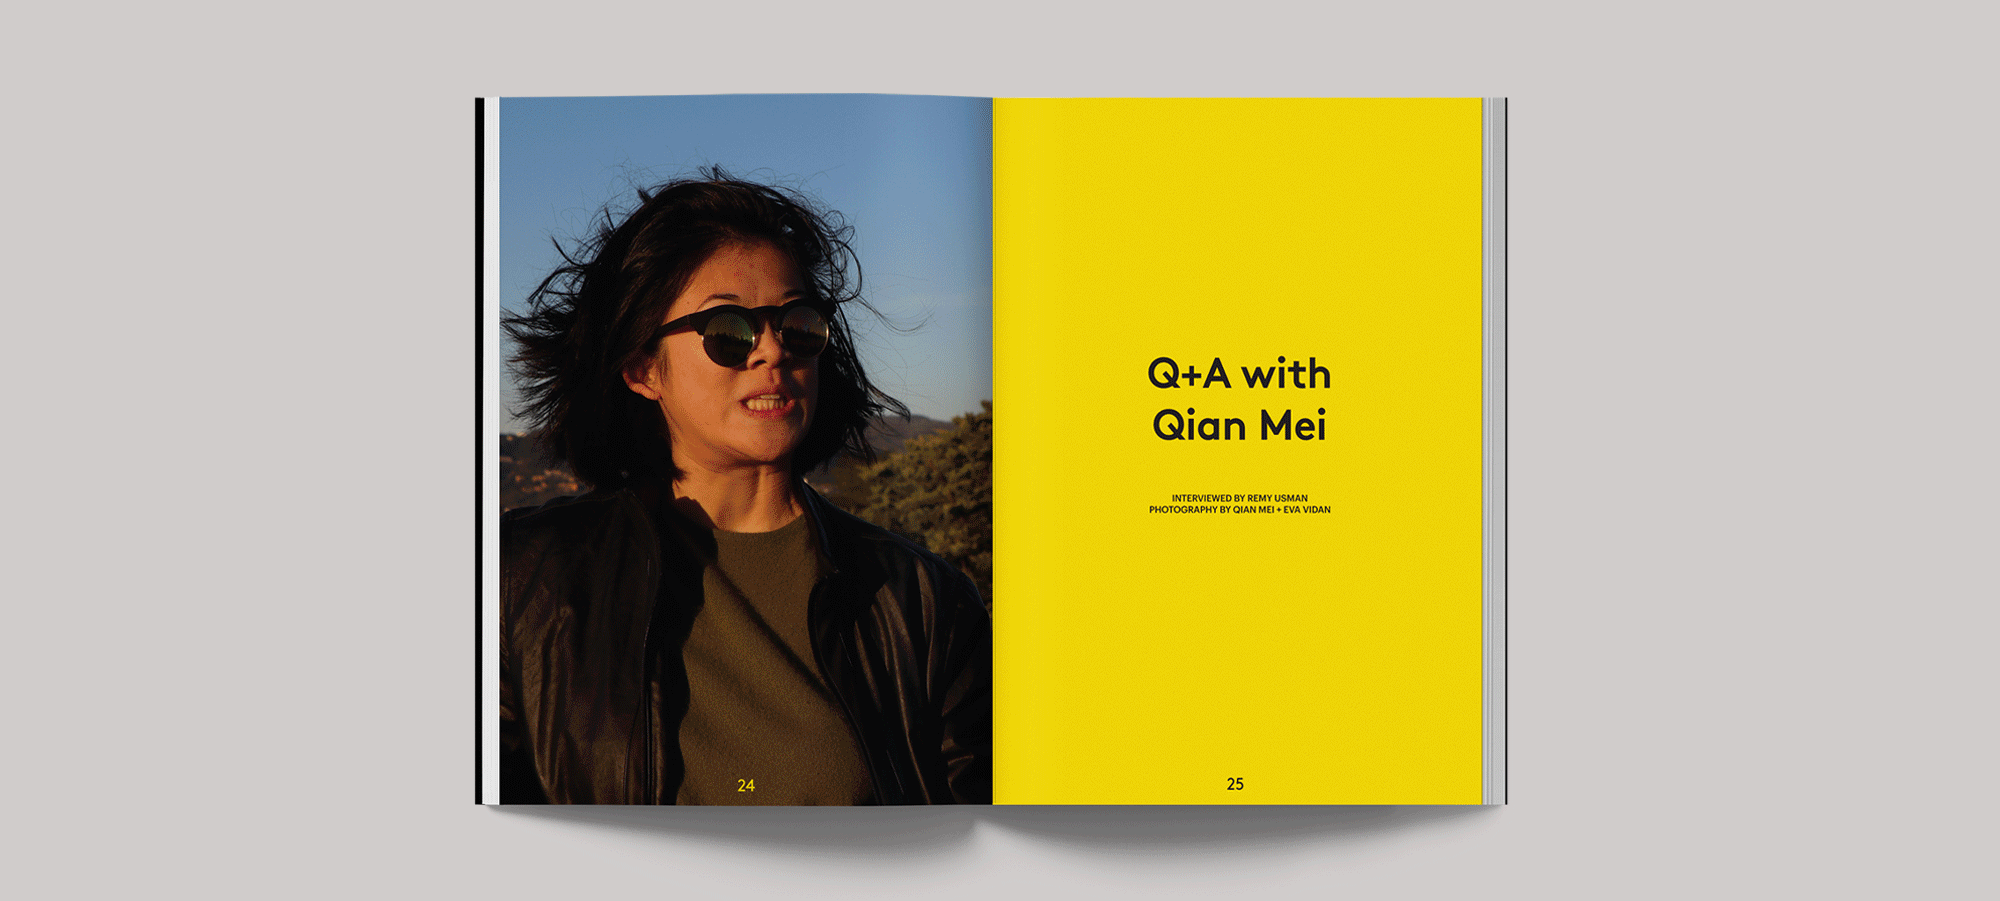 24
Q+A with
Qian Mei
INTERVIEWED BY REMY USMAN
PHOTOGRAPHY BY QIAN MEI + EVA VIDAN
25